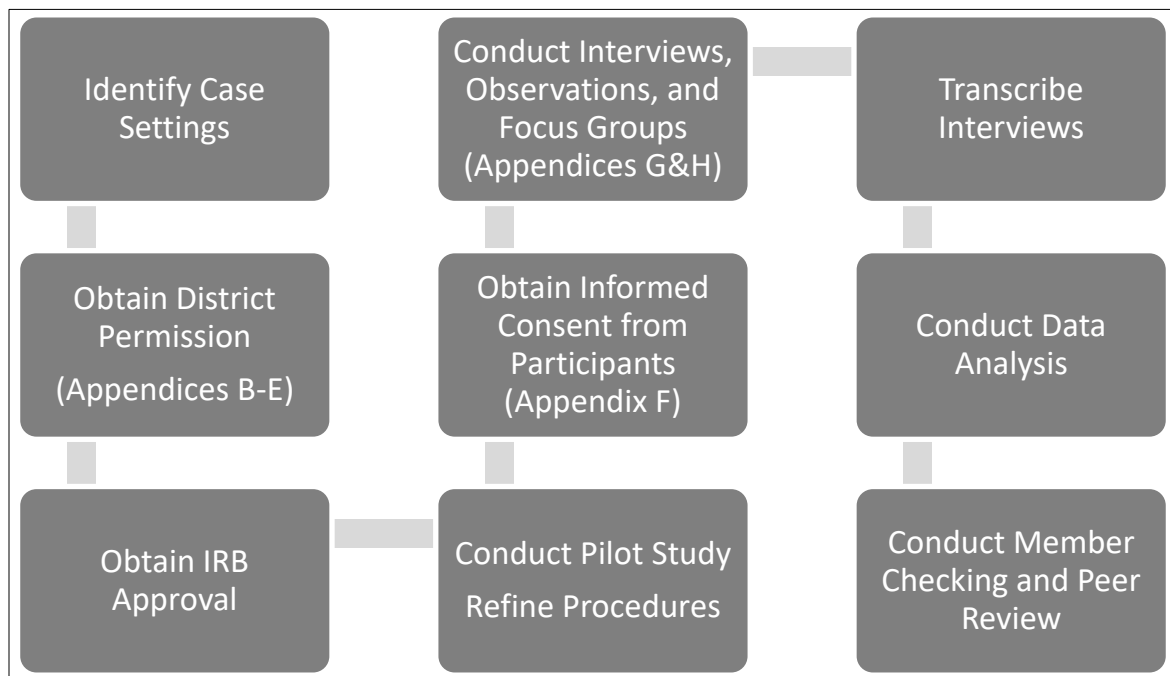 Identify Case
Settings
Obtain District
Permission
(Appendices B-E)
Obtain IRB
Approval
Conduct Pilot Study
Refine Procedures
Obtain Informed
Consent from
Participants
(Appendix F)
Conduct Interviews,
Observations, and
Focus Groups
(Appendices G&H)
Transcribe
Interviews
Conduct Data
Analysis
Conduct Member
Checking and Peer
Review